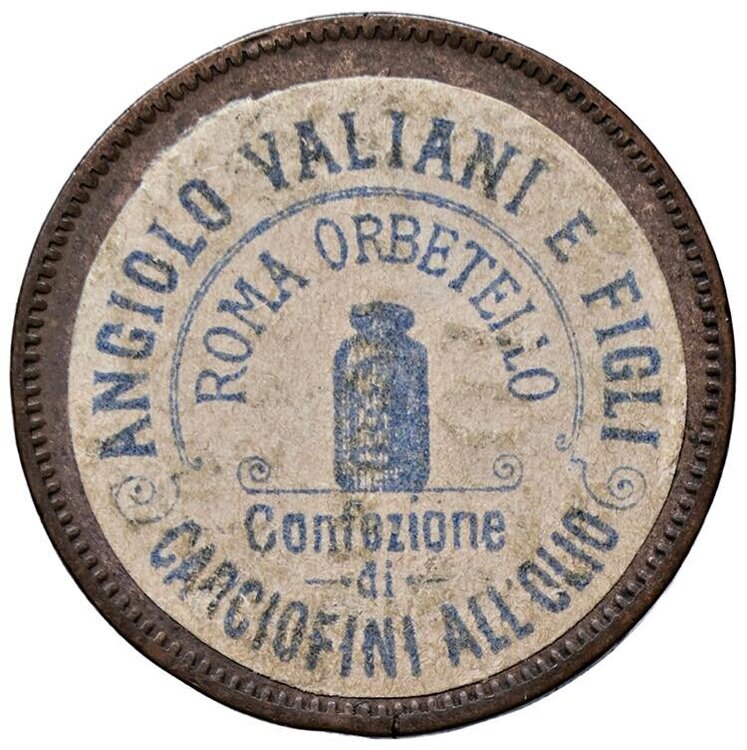 ANGIOLO VALIANI E FIGLI
ROMA ORBETELLO
Confezione
di
CARCIOFINI ALL'OLIO